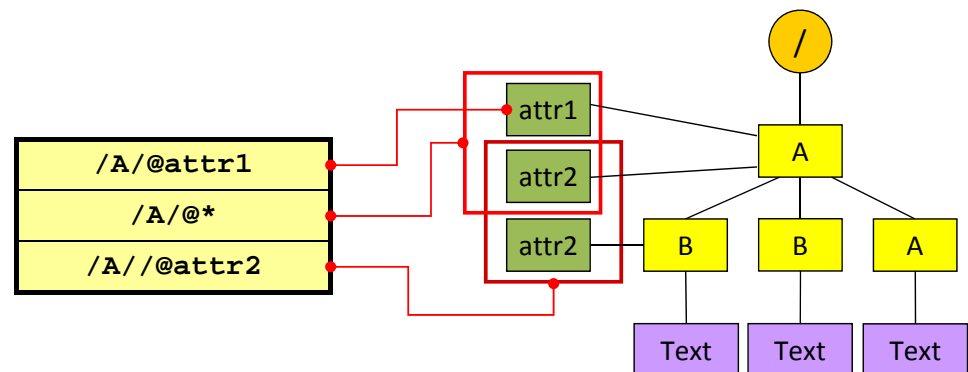 /
attr1
A
/A/@attr1
attr2
/A/@*
attr2
B
B
A
/A//@attr2
Text
Text
Text